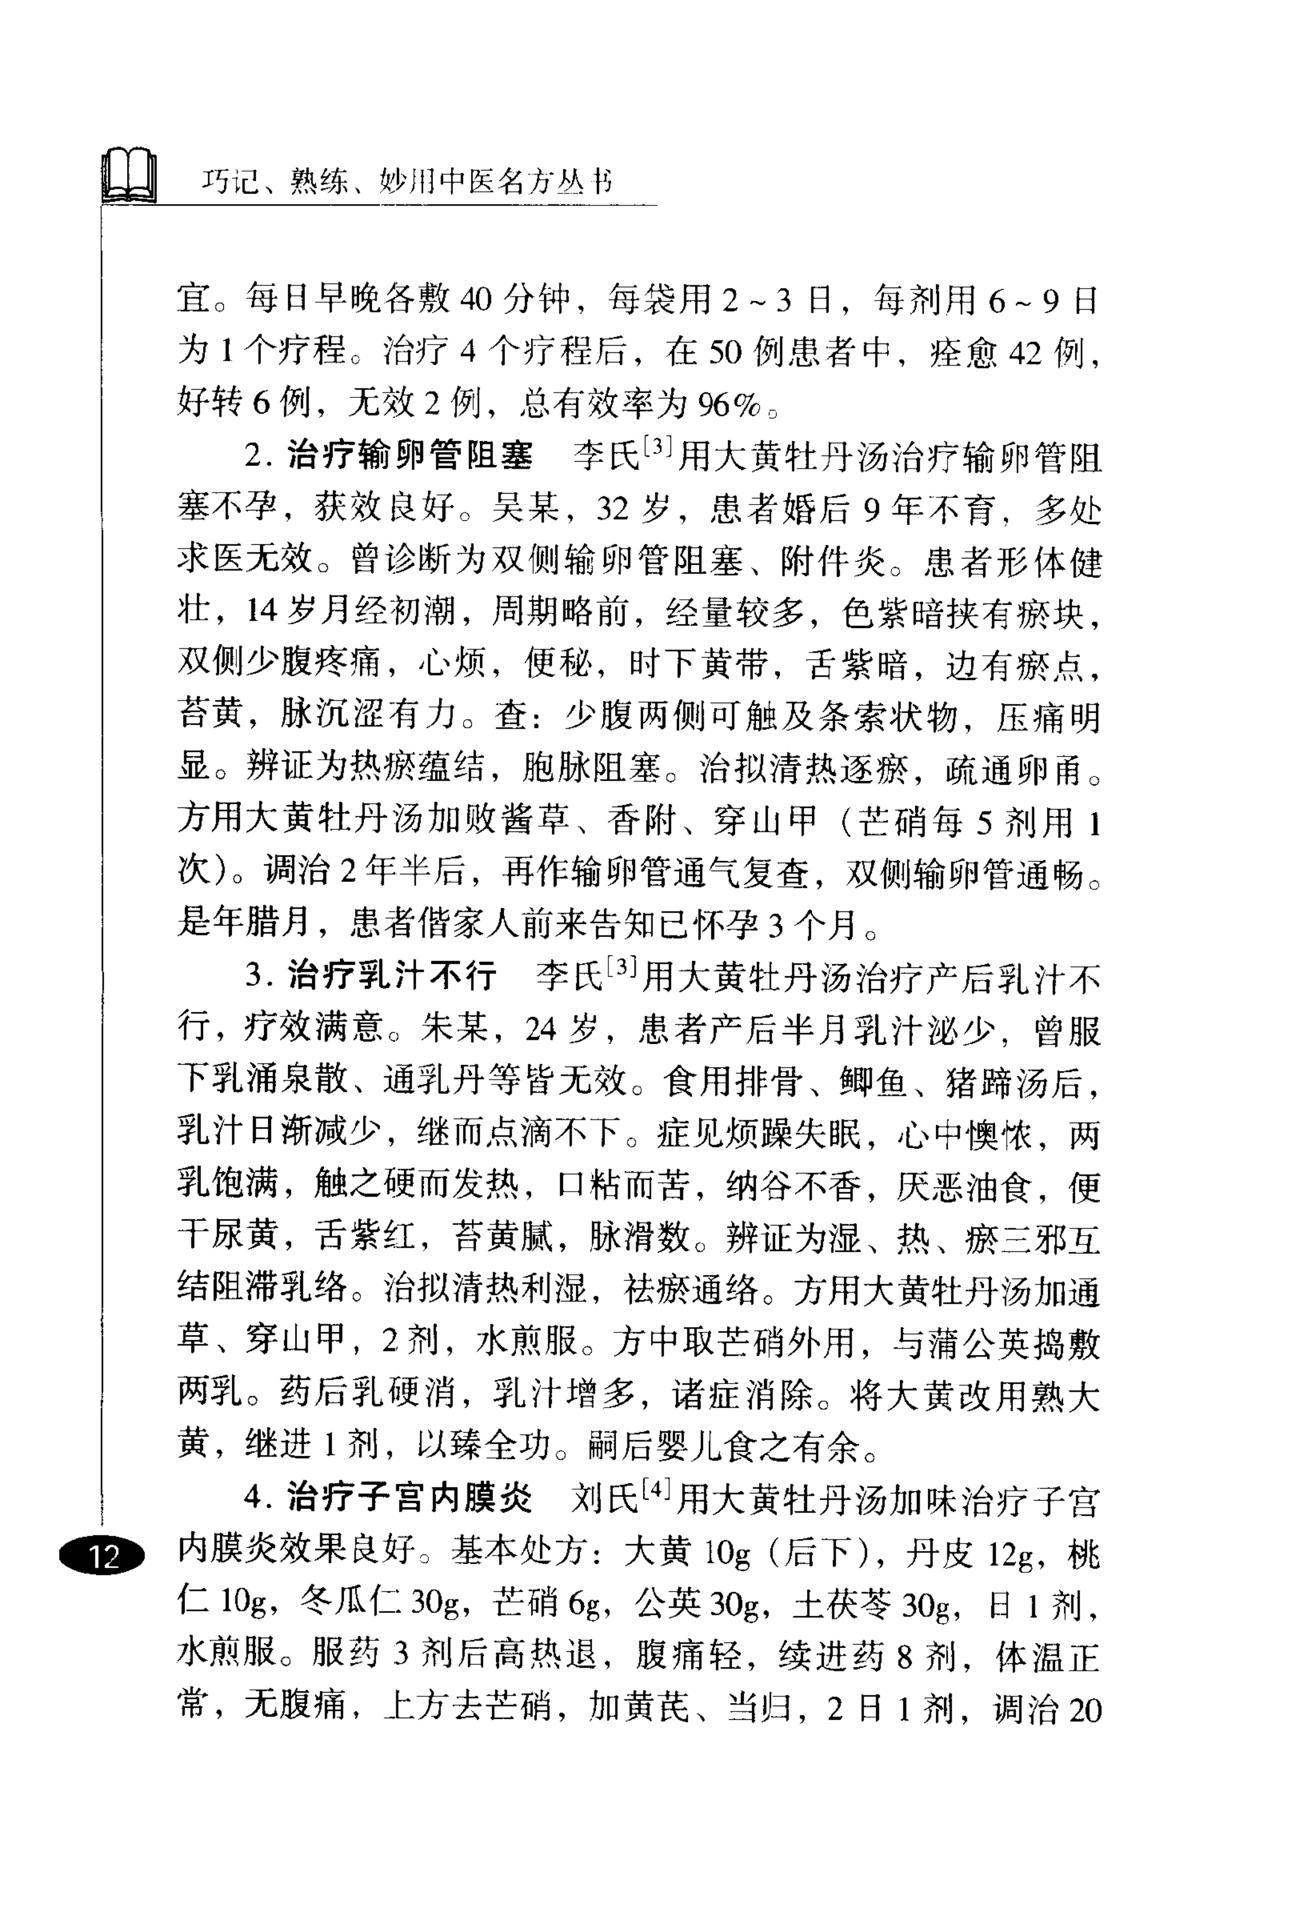 巧记、熟练、妙用中医名方丛书
宜。每日早晚各敷 40 分钟，每袋用 2～3 日，每剂用 6～9 日
为 1 个疗程。治疗 4 个疗程后，在 50 例患者中，痊愈 42 例，
好转 6 例，无效 2 例，总有效率为 96%。
2. 治疗输卵管阻塞　李氏[3]用大黄牡丹汤治疗输卵管阻
塞不孕，获效良好。吴某，32 岁，患者婚后 9 年不育，多处
求医无效。曾诊断为双侧输卵管阻塞、附件炎。患者形体健
壮，14 岁月经初潮，周期略前，经量较多，色紫暗挟有瘀块，
双侧少腹疼痛，心烦，便秘，时下黄带，舌紫暗，边有瘀点，
苔黄，脉沉涩有力。查：少腹两侧可触及条索状物，压痛明
显。辨证为热瘀蕴结，胞脉阻塞。治拟清热逐瘀，疏通卵甬。
方用大黄牡丹汤加败酱草、香附、穿山甲（芒硝每 5 剂用 1
次）。调治 2 年半后，再作输卵管通气复查，双侧输卵管通畅。
是年腊月，患者偕家人前来告知已怀孕 3 个月。
3. 治疗乳汁不行　李氏[3]用大黄牡丹汤治疗产后乳汁不
行，疗效满意。朱某，24 岁，患者产后半月乳汁泌少，曾服
下乳涌泉散、通乳丹等皆无效。食用排骨、鲫鱼、猪蹄汤后，
乳汁日渐减少，继而点滴不下。症见烦躁失眠，心中懊憹，两
乳饱满，触之硬而发热，口粘而苦，纳谷不香，厌恶油食，便
干尿黄，舌紫红，苔黄腻，脉滑数。辨证为湿、热、瘀三邪互
结阻滞乳络。治拟清热利湿，祛瘀通络。方用大黄牡丹汤加通
草、穿山甲，2 剂，水煎服。方中取芒硝外用，与蒲公英捣敷
两乳。药后乳硬消，乳汁增多，诸症消除。将大黄改用熟大
黄，继进 1 剂，以臻全功。嗣后婴儿食之有余。
4. 治疗子宫内膜炎　刘氏[4]用大黄牡丹汤加味治疗子宫
内膜炎效果良好。基本处方：大黄 10g（后下），丹皮 12g，桃
仁 10g，冬瓜仁 30g，芒硝 6g，公英 30g，土茯苓 30g，日 1 剂，
水煎服。服药 3 剂后高热退，腹痛轻，续进药 8 剂，体温正
常，无腹痛，上方去芒硝，加黄芪、当归，2 日 1 剂，调治 20
12